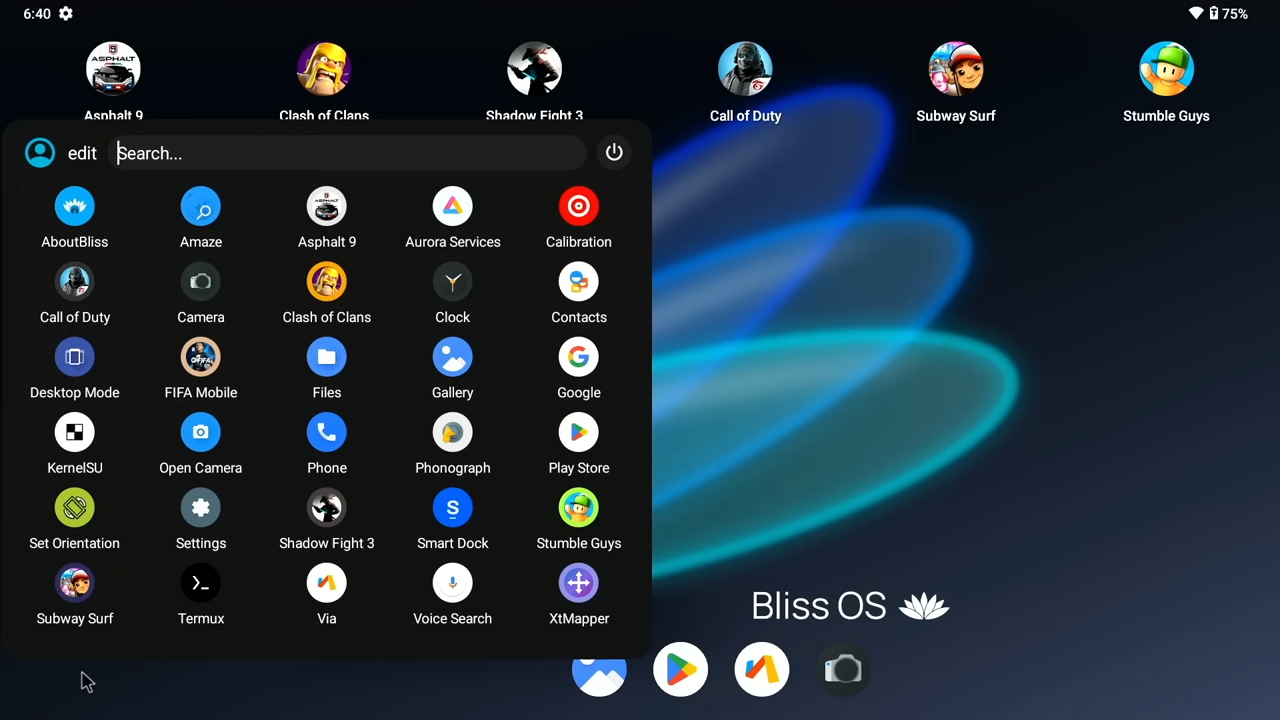 6:40
75%
ASPHALT
Asphalt 9
Clash of Clans
Shadow Fight 3
Call of Duty
Subway Surf
Stumble Guys
edit
Search...
AboutBliss
Amaze
Asphalt 9
Aurora Services
Calibration
Call of Duty
Camera
Clash of Clans
Clock
Contacts
Desktop Mode
FIFA Mobile
Files
Gallery
Google
KernelSU
Open Camera
Phone
Phonograph
Play Store
Set Orientation
Settings
Shadow Fight 3
Smart Dock
Stumble Guys
Subway Surf
Termux
Via
Voice Search
XtMapper
Bliss OS